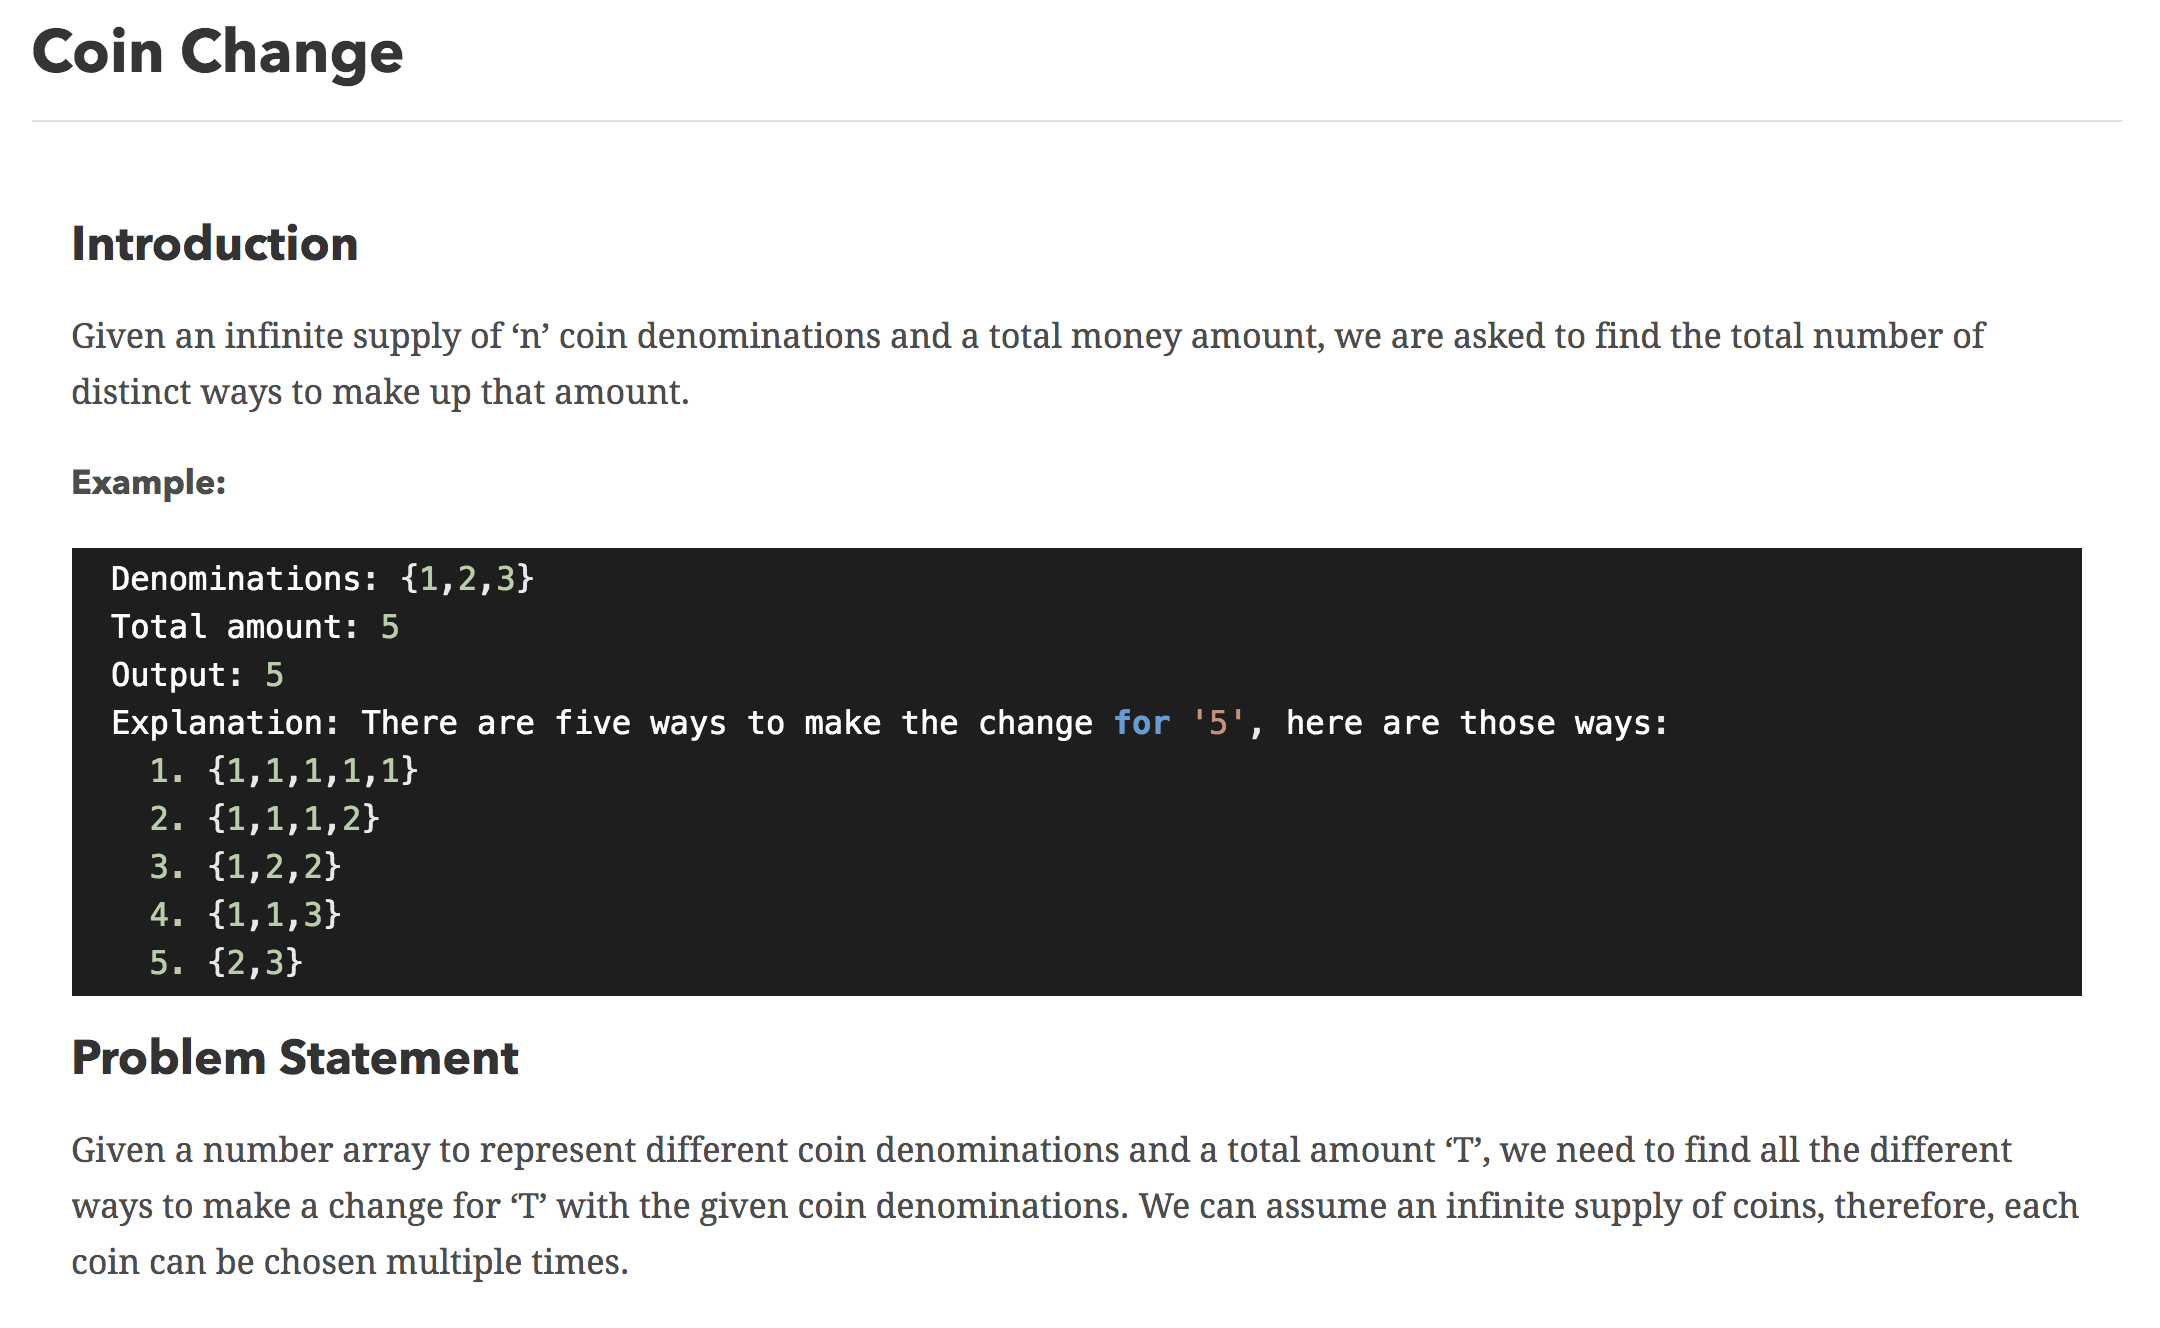 Coin Change
Introduction
Given an infinite supply of ‘n’ coin denominations and a total money amount, we are asked to find the total number of
distinct ways to make up that amount.
Example:
Denominations: {1,2,3}
Total amount: 5
Output: 5
Explanation: There are five ways to make the change for '5', here are those ways:
1. {1,1,1,1,1}
2. {1,1,1,2}
3. {1,2,2}
4. {1,1,3}
5. {2,3}
Problem Statement
Given a number array to represent different coin denominations and a total amount ‘T’, we need to find all the different
ways to make a change for ‘T’ with the given coin denominations. We can assume an infinite supply of coins, therefore, each
coin can be chosen multiple times.